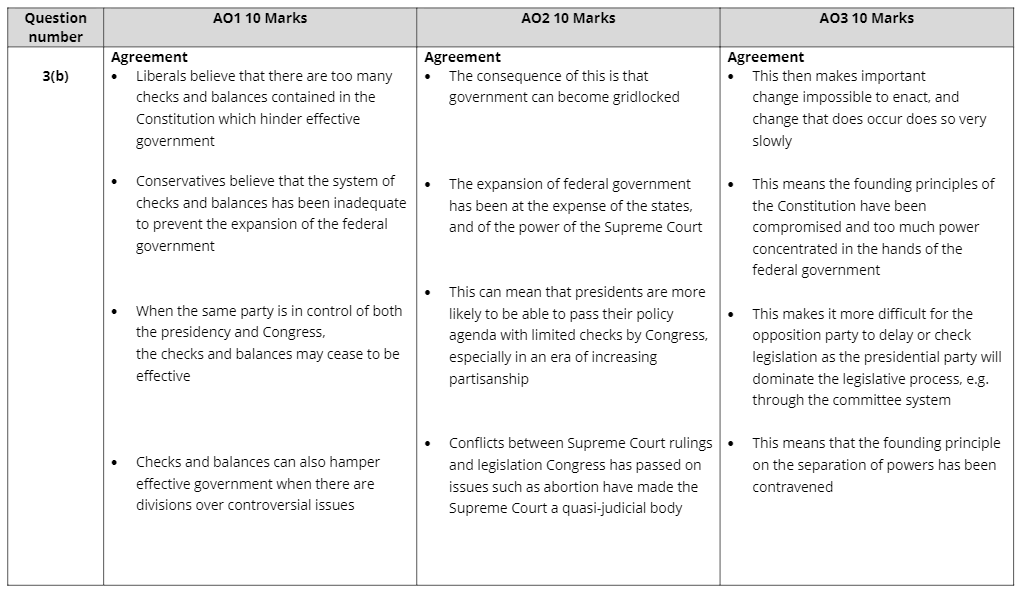 Question
number
AO1 10 Marks
AO2 10 Marks
AO3 10 Marks
3(b)
Agreement
• Liberals believe that there are too many
checks and balances contained in the
Constitution which hinder effective
government
• Conservatives believe that the system of
checks and balances has been inadequate
to prevent the expansion of the federal
government
• When the same party is in control of both
the presidency and Congress,
the checks and balances may cease to be
effective
• Checks and balances can also hamper
effective government when there are
divisions over controversial issues
Agreement
• The consequence of this is that
government can become gridlocked
• The expansion of federal government
has been at the expense of the states,
and of the power of the Supreme Court
• This can mean that presidents are more
likely to be able to pass their policy
agenda with limited checks by Congress,
especially in an era of increasing
partisanship
• Conflicts between Supreme Court rulings
and legislation Congress has passed on
issues such as abortion have made the
Supreme Court a quasi-judicial body
Agreement
• This then makes important
change impossible to enact, and
change that does occur does so very
slowly
• This means the founding principles of
the Constitution have been
compromised and too much power
concentrated in the hands of the
federal government
• This makes it more difficult for the
opposition party to delay or check
legislation as the presidential party will
dominate the legislative process, e.g.
through the committee system
• This means that the founding principle
on the separation of powers has been
contravened